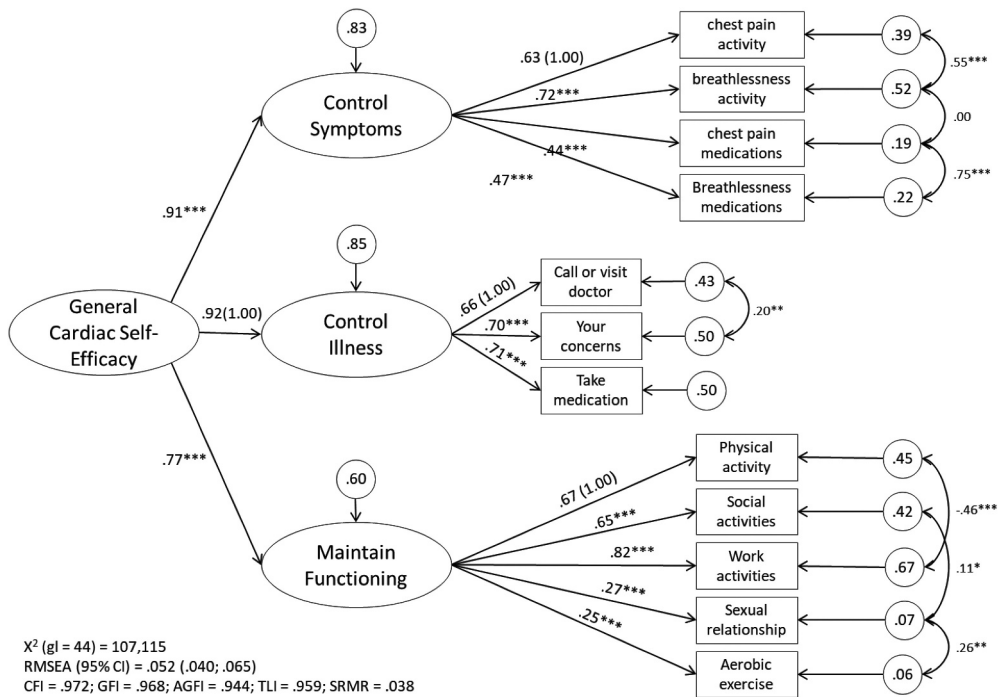 .83
Control
Symptoms
.63 (1.00)
.72***
.44***
.47***
chest pain
activity
breathlessness
activity
chest pain
medications
Breathlessness
medications
.39
.52
.19
.22
.55***
.00
.75***
.91***
General
Cardiac Self-
Efficacy
.92(1.00)
.77***
.85
Control
Illness
.66 (1.00)
.70***
.71***
Call or visit
doctor
Your
concerns
Take
medication
.43
.50
.50
.20**
.60
Maintain
Functioning
.67 (1.00)
.65***
.82***
.27***
.25***
Physical
activity
Social
activities
Work
activities
Sexual
relationship
Aerobic
exercise
.45
.42
.67
.07
.06
-.46***
.11*
.26**
X² (gl = 44) = 107,115
RMSEA (95% CI) = .052 (.040; .065)
CFI = .972; GFI = .968; AGFI = .944; TLI = .959; SRMR = .038